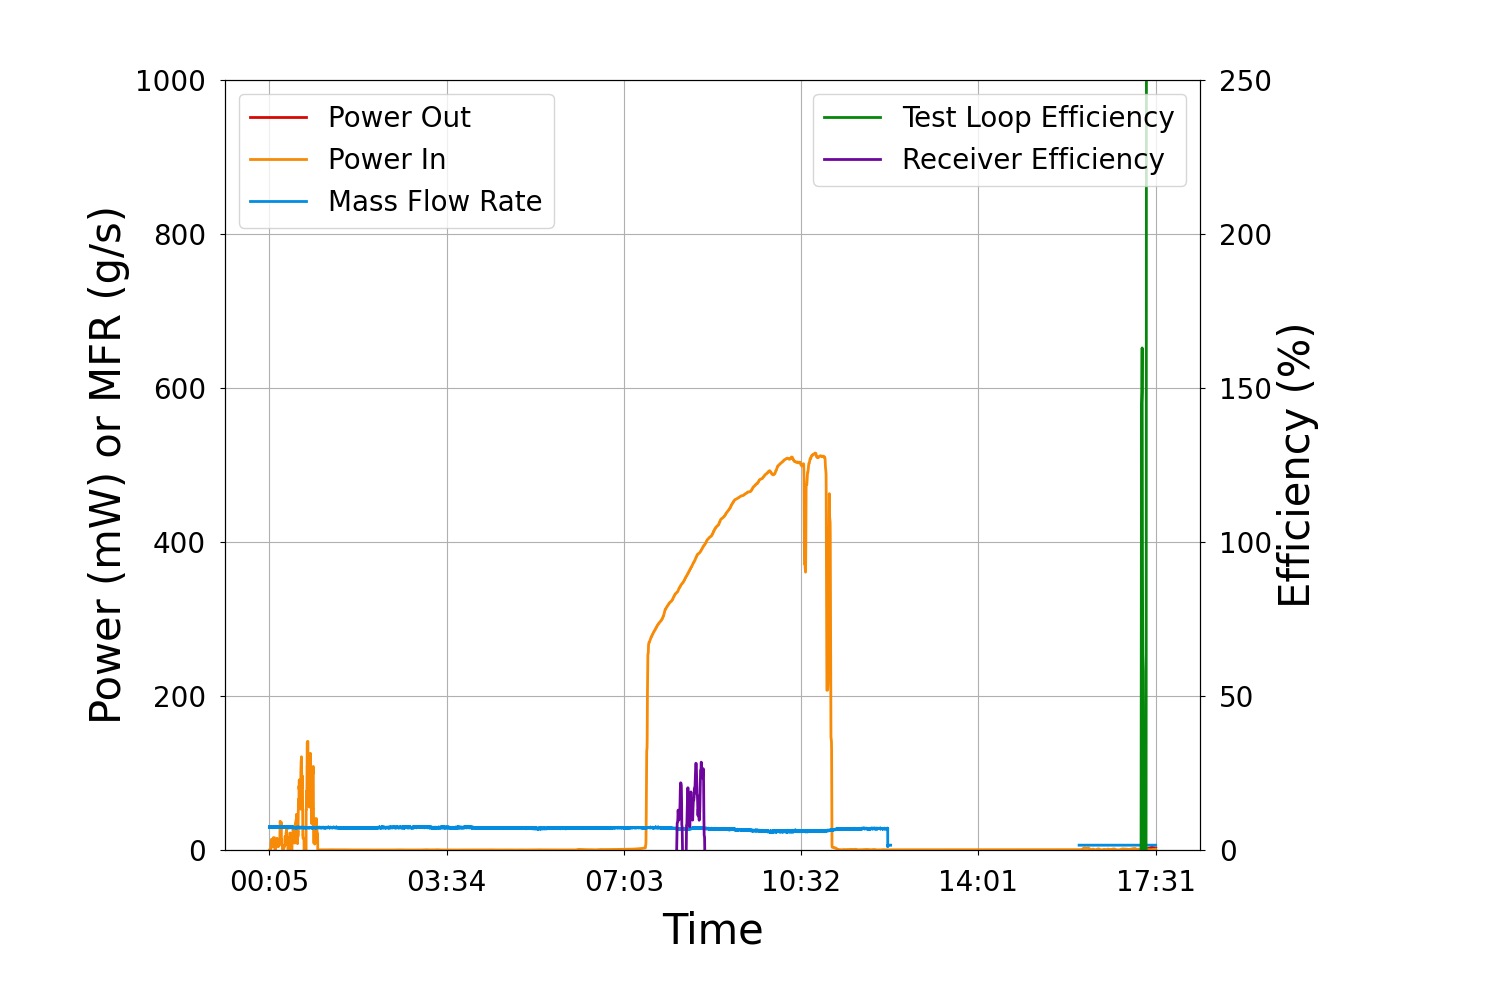 1000
800
600
400
200
0
Power (mW) or MFR (g/s)
Power Out
Power In
Mass Flow Rate
Test Loop Efficiency
Receiver Efficiency
250
200
150
100
50
0
Efficiency (%)
00:05 03:34 07:03 10:32 14:01 17:31
Time